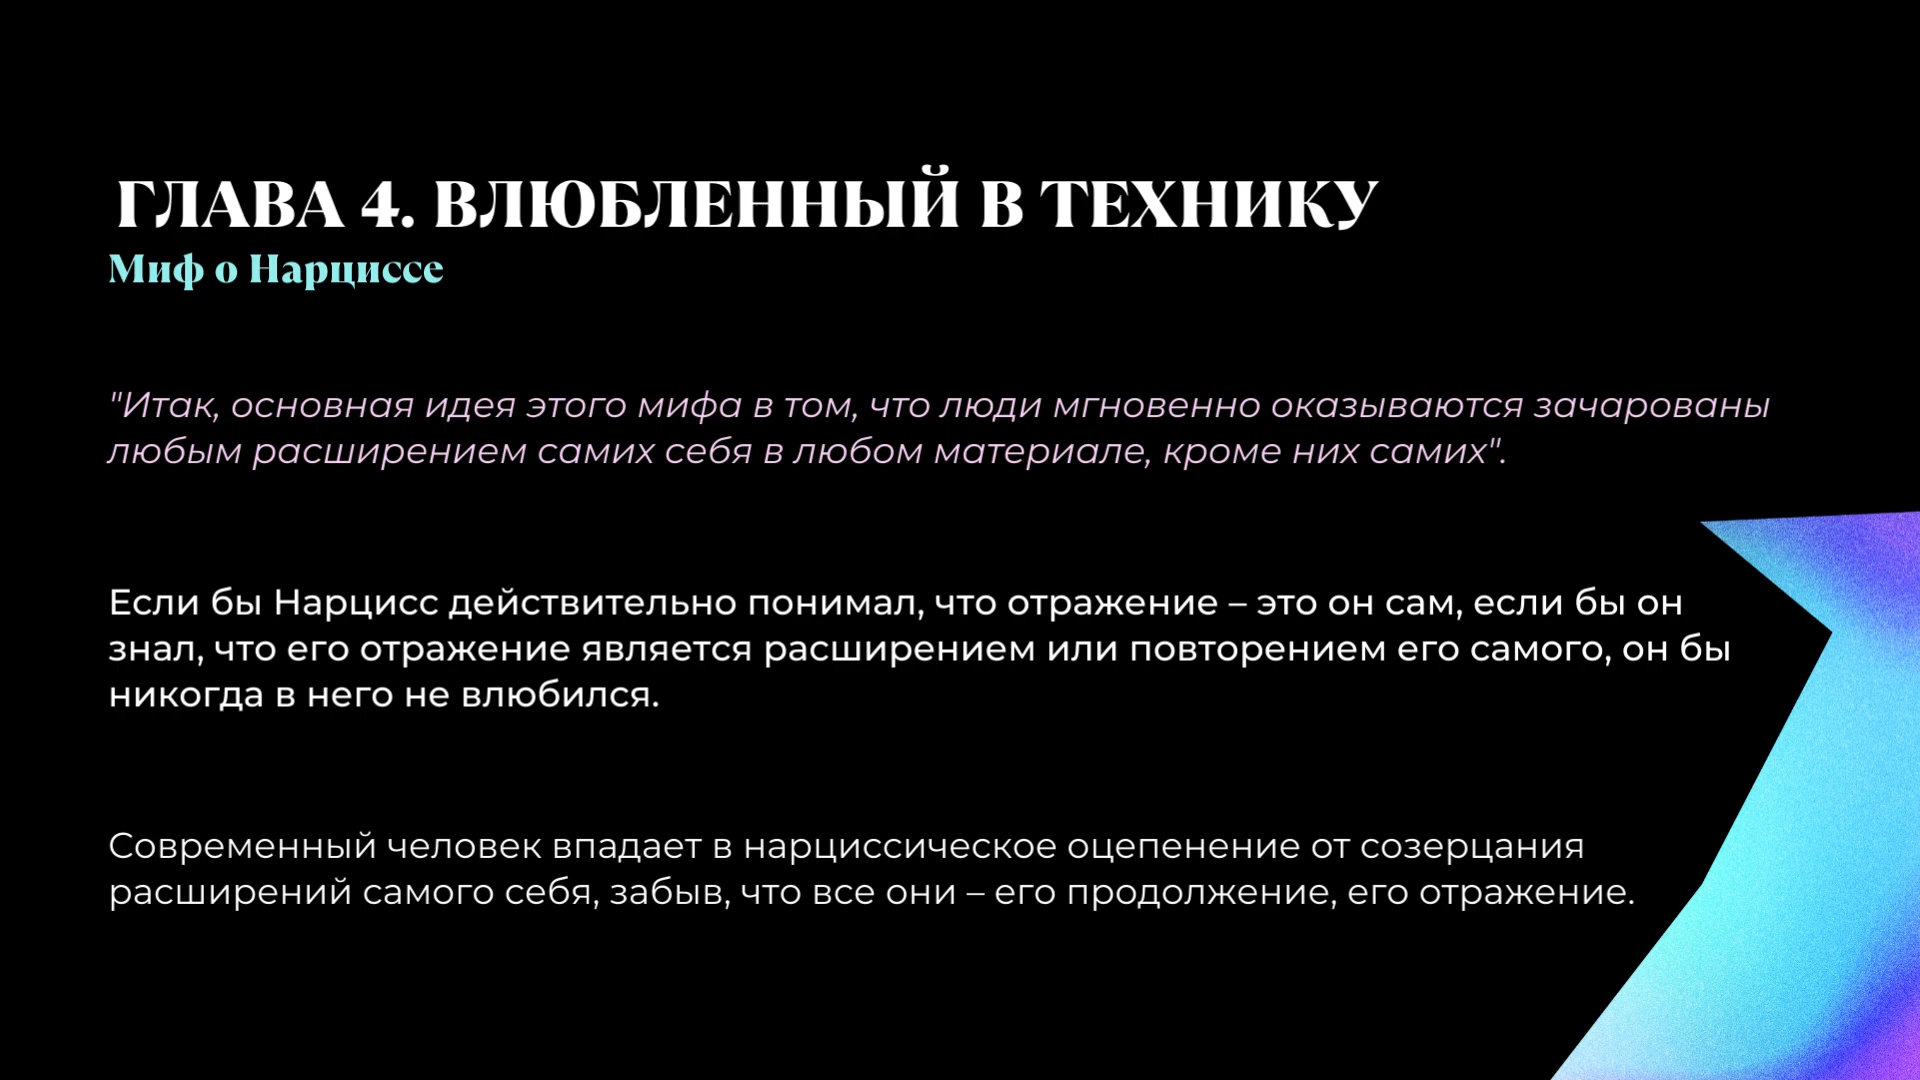 ГЛАВА 4. ВЛЮБЛЕННЫЙ В ТЕХНИКУ
Миф о Нарциссе
"Итак, основная идея этого мифа в том, что люди мгновенно оказываются зачарованы
любым расширением самих себя в любом материале, кроме них самих".
Если бы Нарцисс действительно понимал, что отражение – это он сам, если бы он
знал, что его отражение является расширением или повторением его самого, он бы
никогда в него не влюбился.
Современный человек впадает в нарциссическое оцепенение от созерцания
расширений самого себя, забыв, что все они – его продолжение, его отражение.